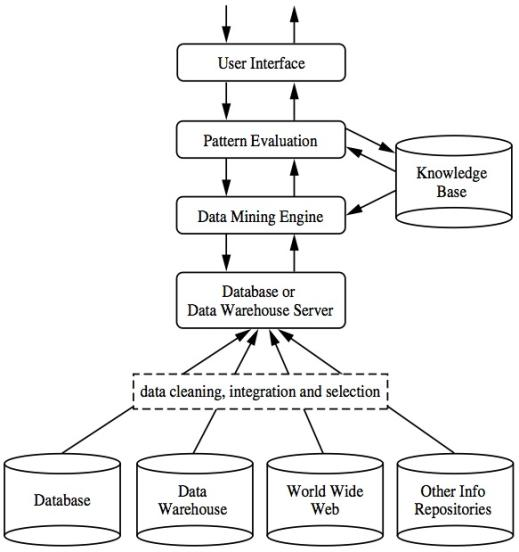 User Interface
Pattern Evaluation
Knowledge
Base
Data Mining Engine
Database or
Data Warehouse Server
data cleaning, integration and selection
Database
Data
Warehouse
World Wide
Web
Other Info
Repositories